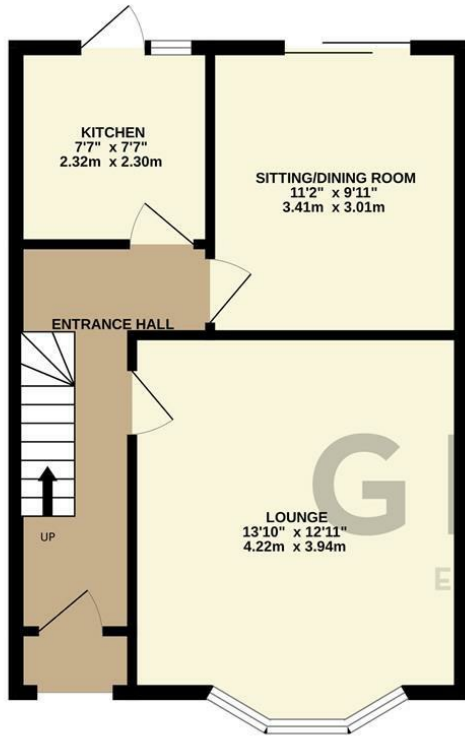 KITCHEN
7'7" x 7'7"
2.32m x 2.30m
SITTING/DINING ROOM
11'2" x 9'11"
3.41m x 3.01m
ENTRANCE HALL
LOUNGE
13'10" x 12'11"
4.22m x 3.94m
UP
G
E